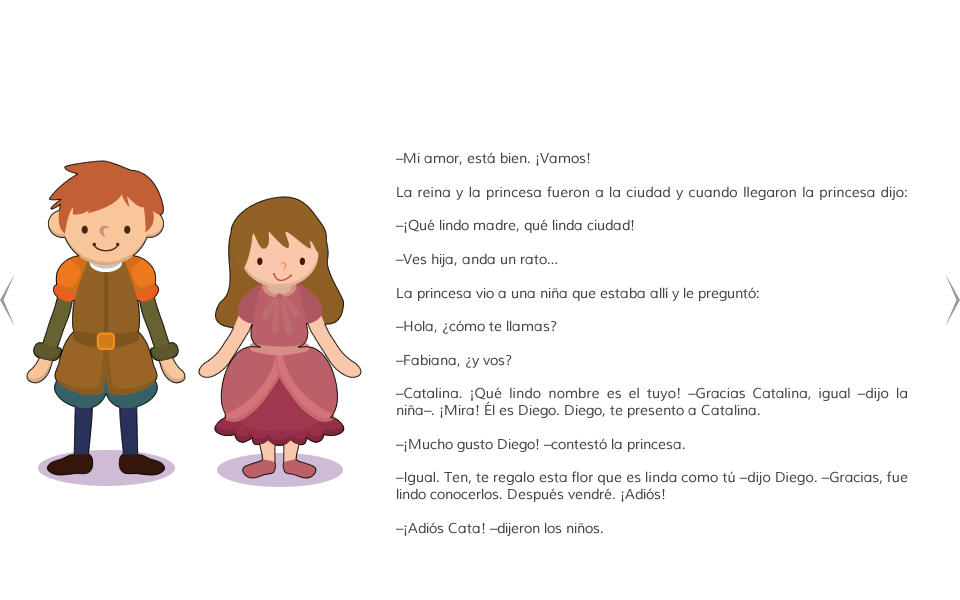 –Mi amor, está bien. ¡Vamos!
La reina y la princesa fueron a la ciudad y cuando llegaron la princesa dijo:
–¡Qué lindo madre, qué linda ciudad!
–Ves hija, anda un rato...
La princesa vio a una niña que estaba allí y le preguntó:
–Hola, ¿cómo te llamas?
–Fabiana, ¿y vos?
–Catalina. ¡Qué lindo nombre es el tuyo! –Gracias Catalina, igual –dijo la
niña–. ¡Mira! Él es Diego. Diego, te presento a Catalina.
–¡Mucho gusto Diego! –contestó la princesa.
–Igual. Ten, te regalo esta flor que es linda como tú –dijo Diego. –Gracias, fue
lindo conocerlos. Después vendré. ¡Adiós!
–¡Adiós Cata! –dijeron los niños.